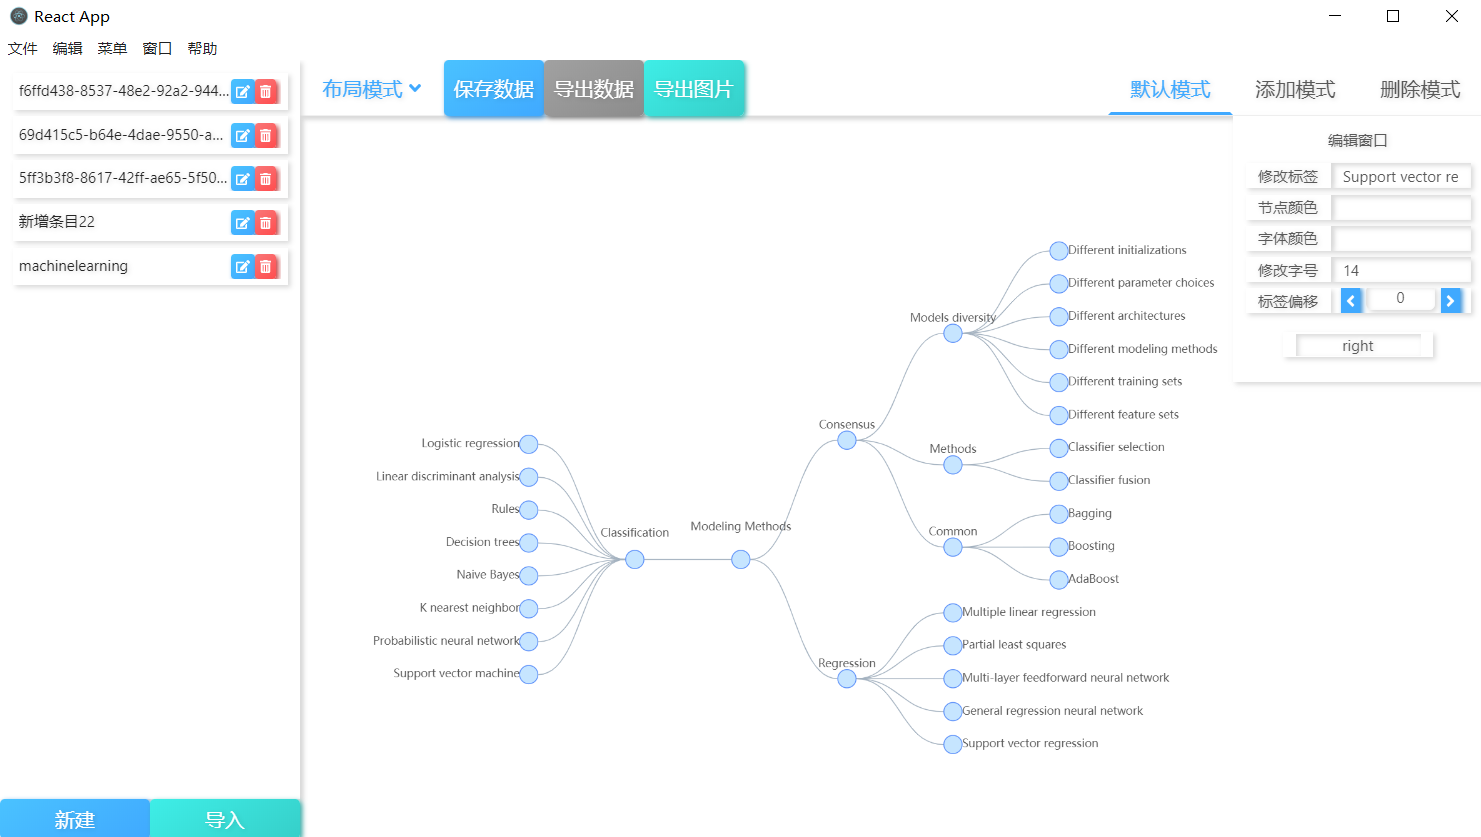 React App
文件 编辑 菜单 窗口 帮助
f6ffd438-8537-48e2-92a2-944...
69d415c5-b64e-4dae-9550-a...
5ff3b3f8-8617-42ff-ae65-5f50...
新增条目22
machinelearning
新建 导入
布局模式 保存数据 导出数据 导出图片
默认模式 添加模式 删除模式
编辑窗口
修改标签 Support vector re
节点颜色
字体颜色
修改字号 14
标签偏移 0
right
Different initializations
Different parameter choices
Models diversity
Different architectures
Different modeling methods
Different training sets
Different feature sets
Consensus
Methods
Classifier selection
Classifier fusion
Common
Bagging
Boosting
AdaBoost
Logistic regression
Linear discriminant analysis
Rules
Decision trees
Naive Bayes
K nearest neighbor
Probabilistic neural network
Support vector machine
Classification
Modeling Methods
Regression
Multiple linear regression
Partial least squares
Multi-layer feedforward neural network
General regression neural network
Support vector regression